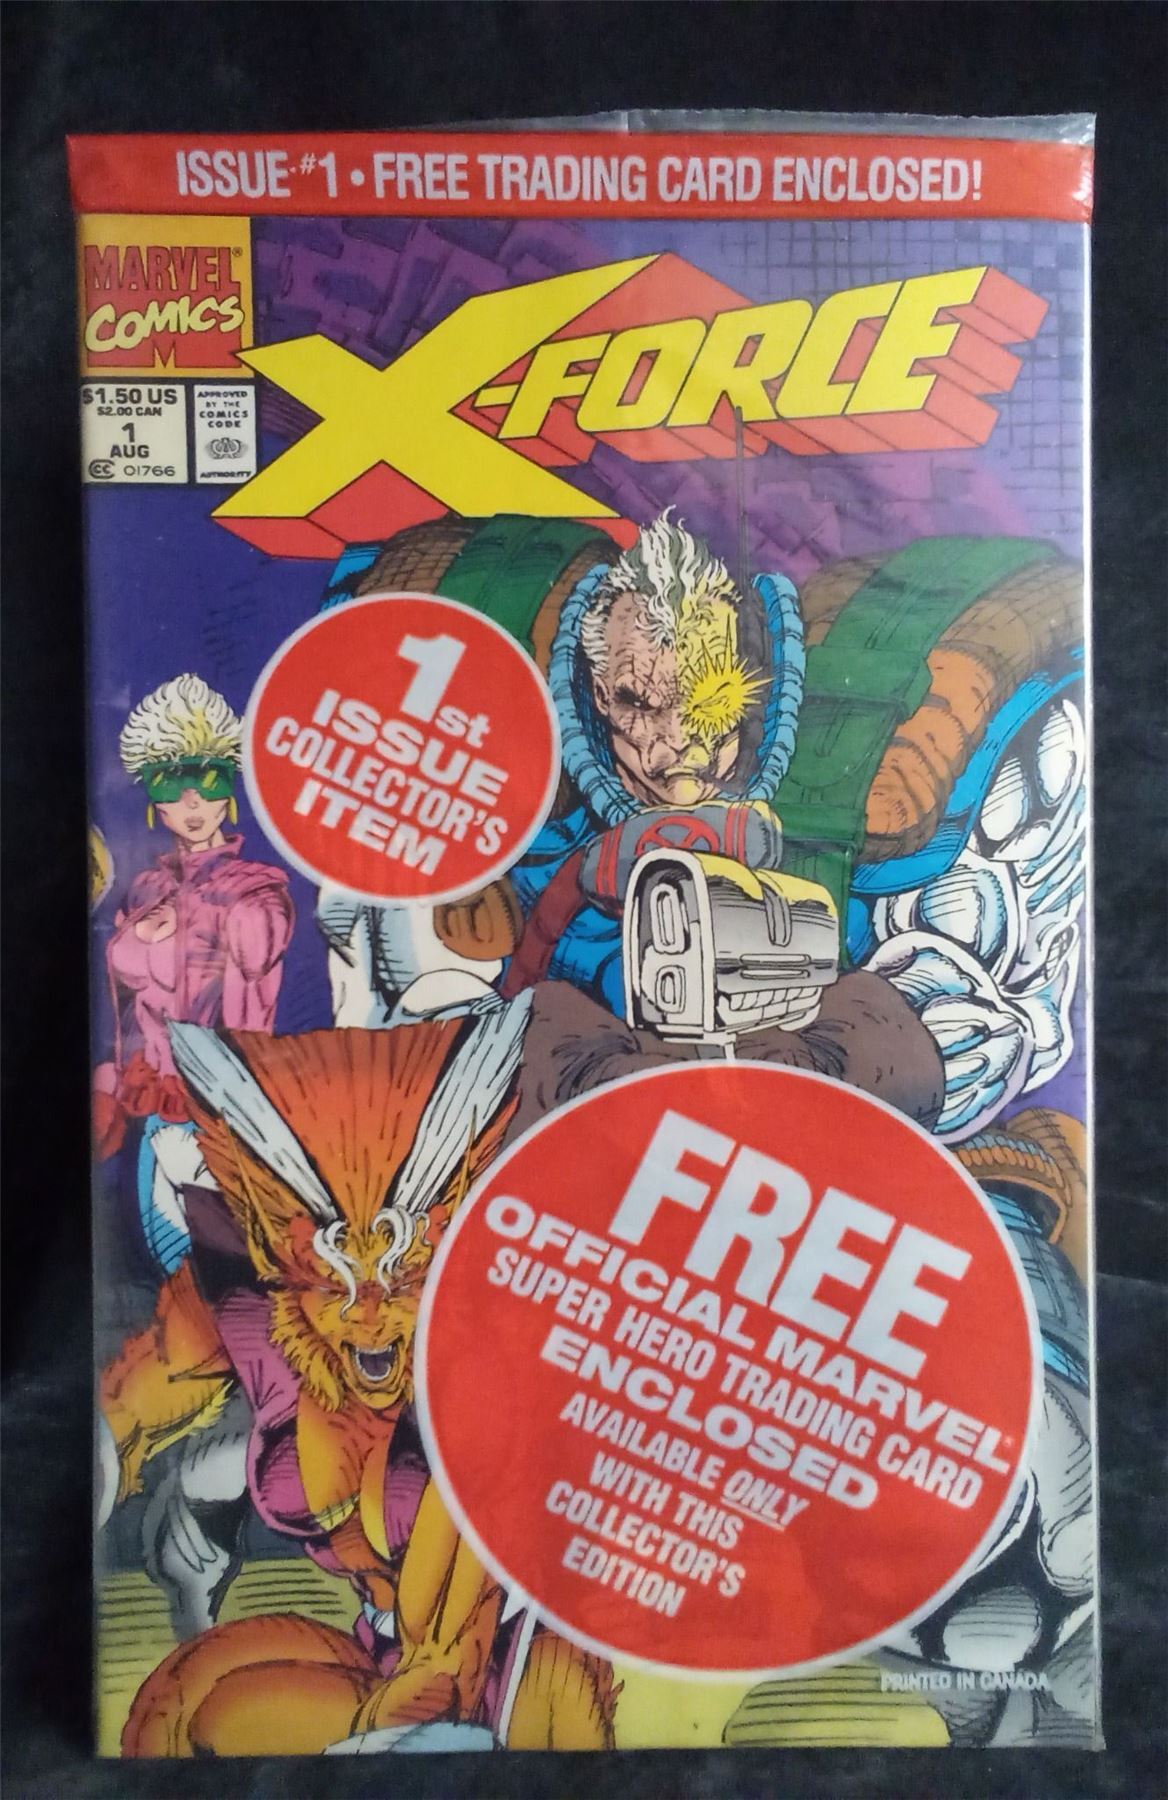 ISSUE #1 • FREE TRADING CARD ENCLOSED!
MARVEL®
COMICS
X-FORCE
$1.50 US
$2.00 CAN
1
AUG
CC 01766
APPROVED
BY THE
COMICS
CODE
AUTHORITY
1st
ISSUE
COLLECTOR'S
ITEM
FREE
OFFICIAL MARVEL
SUPER HERO TRADING CARD
ENCLOSED
AVAILABLE ONLY
WITH THIS
COLLECTOR'S
EDITION
PRINTED IN CANADA